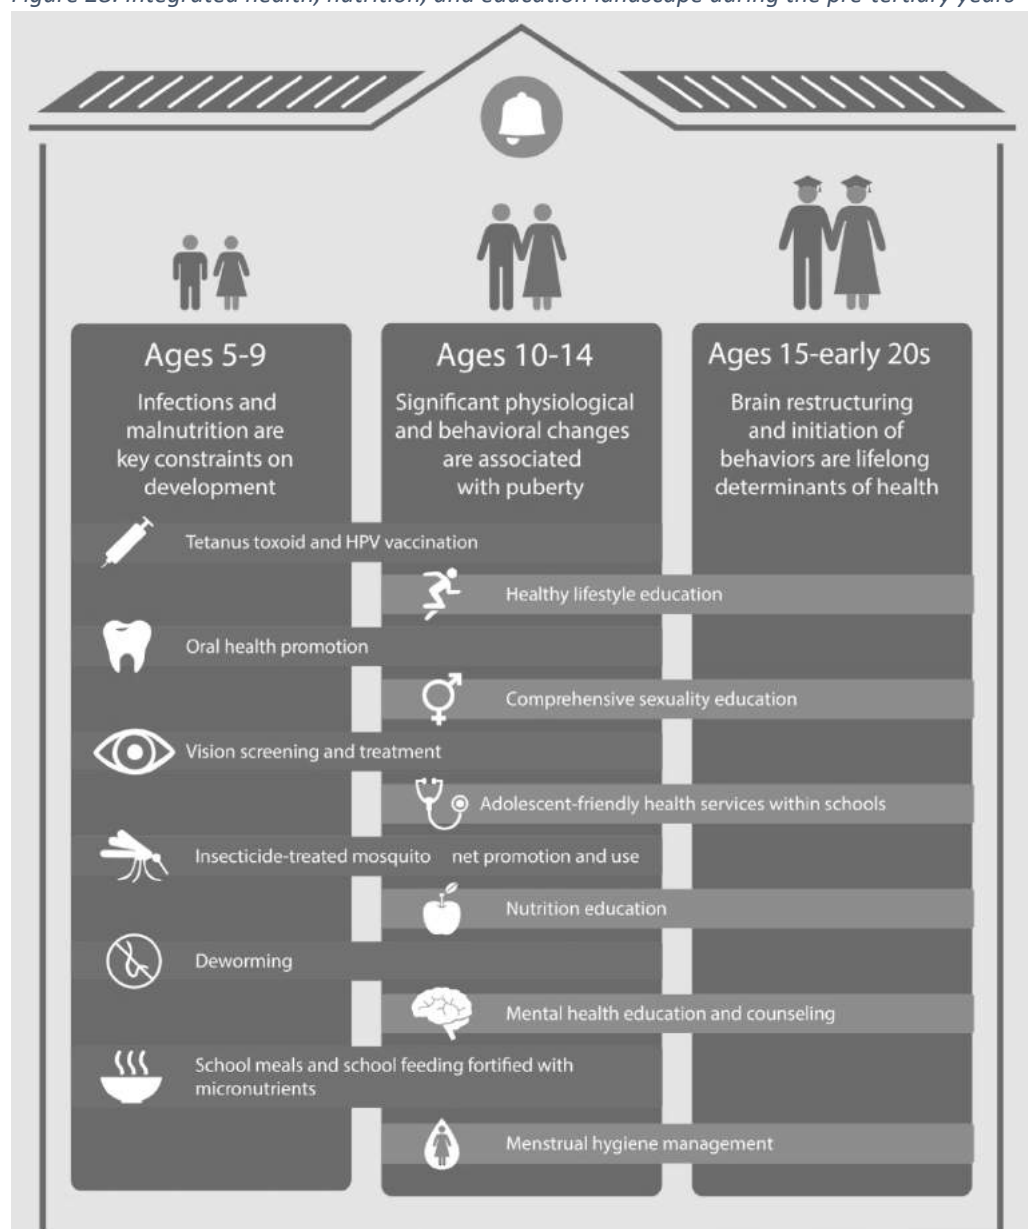 Figure 28: Integrated health, nutrition, and education landscape during the pre-tertiary years
Ages 5-9
Infections and
malnutrition are
key constraints on
development
Ages 10-14
Significant physiological
and behavioral changes
are associated
with puberty
Ages 15-early 20s
Brain restructuring
and initiation of
behaviors are lifelong
determinants of health
Tetanus toxoid and HPV vaccination
Healthy lifestyle education
Oral health promotion
Comprehensive sexuality education
Vision screening and treatment
Adolescent-friendly health services within schools
Insecticide-treated mosquito net promotion and use
Nutrition education
Deworming
Mental health education and counseling
School meals and school feeding fortified with
micronutrients
Menstrual hygiene management